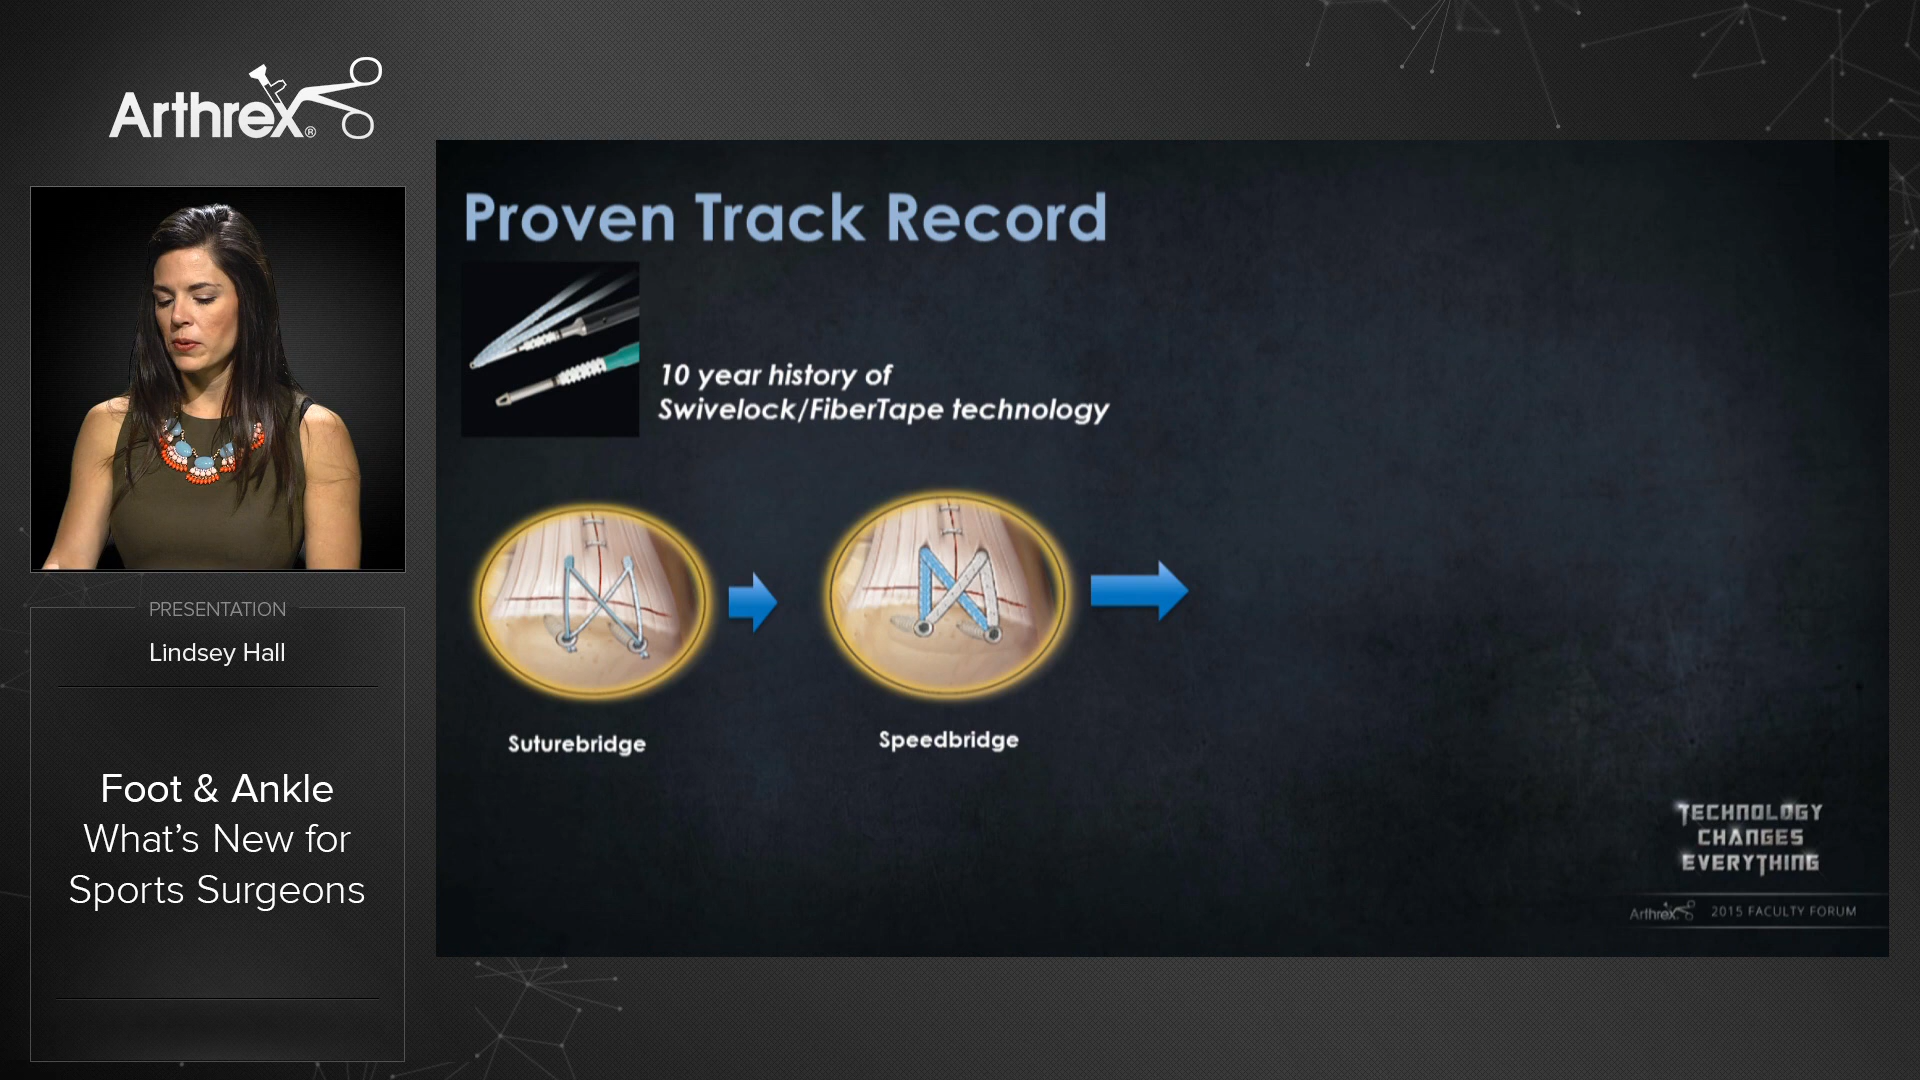 Arthrex®
PRESENTATION
Lindsey Hall
Foot & Ankle
What's New for
Sports Surgeons
Proven Track Record
10 year history of
Swivelock/FiberTape technology
Suturebridge
Speedbridge
TECHNOLOGY
CHANGES
EVERYTHING
Arthrex 2015 FACULTY FORUM